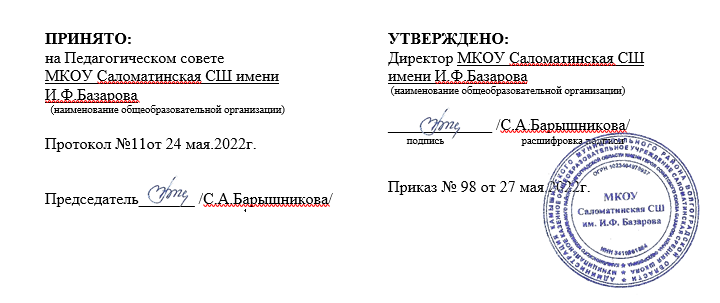 ПРИНЯТО:
на Педагогическом совете
МКОУ Саломатинская СШ имени
И.Ф.Базарова
(наименование общеобразовательной организации)
Протокол №11от 24 мая.2022г.
Председатель________ /С.А.Барышникова/
УТВЕРЖДЕНО:
Директор МКОУ Саломатинская СШ
имени И.Ф.Базарова
(наименование общеобразовательной организации)
______________ /С.А.Барышникова/
подпись расшифровка подписи
Приказ № 98 от 27 мая.2022г.
МКОУ
Саломатинская СШ
им. И.Ф. Базарова